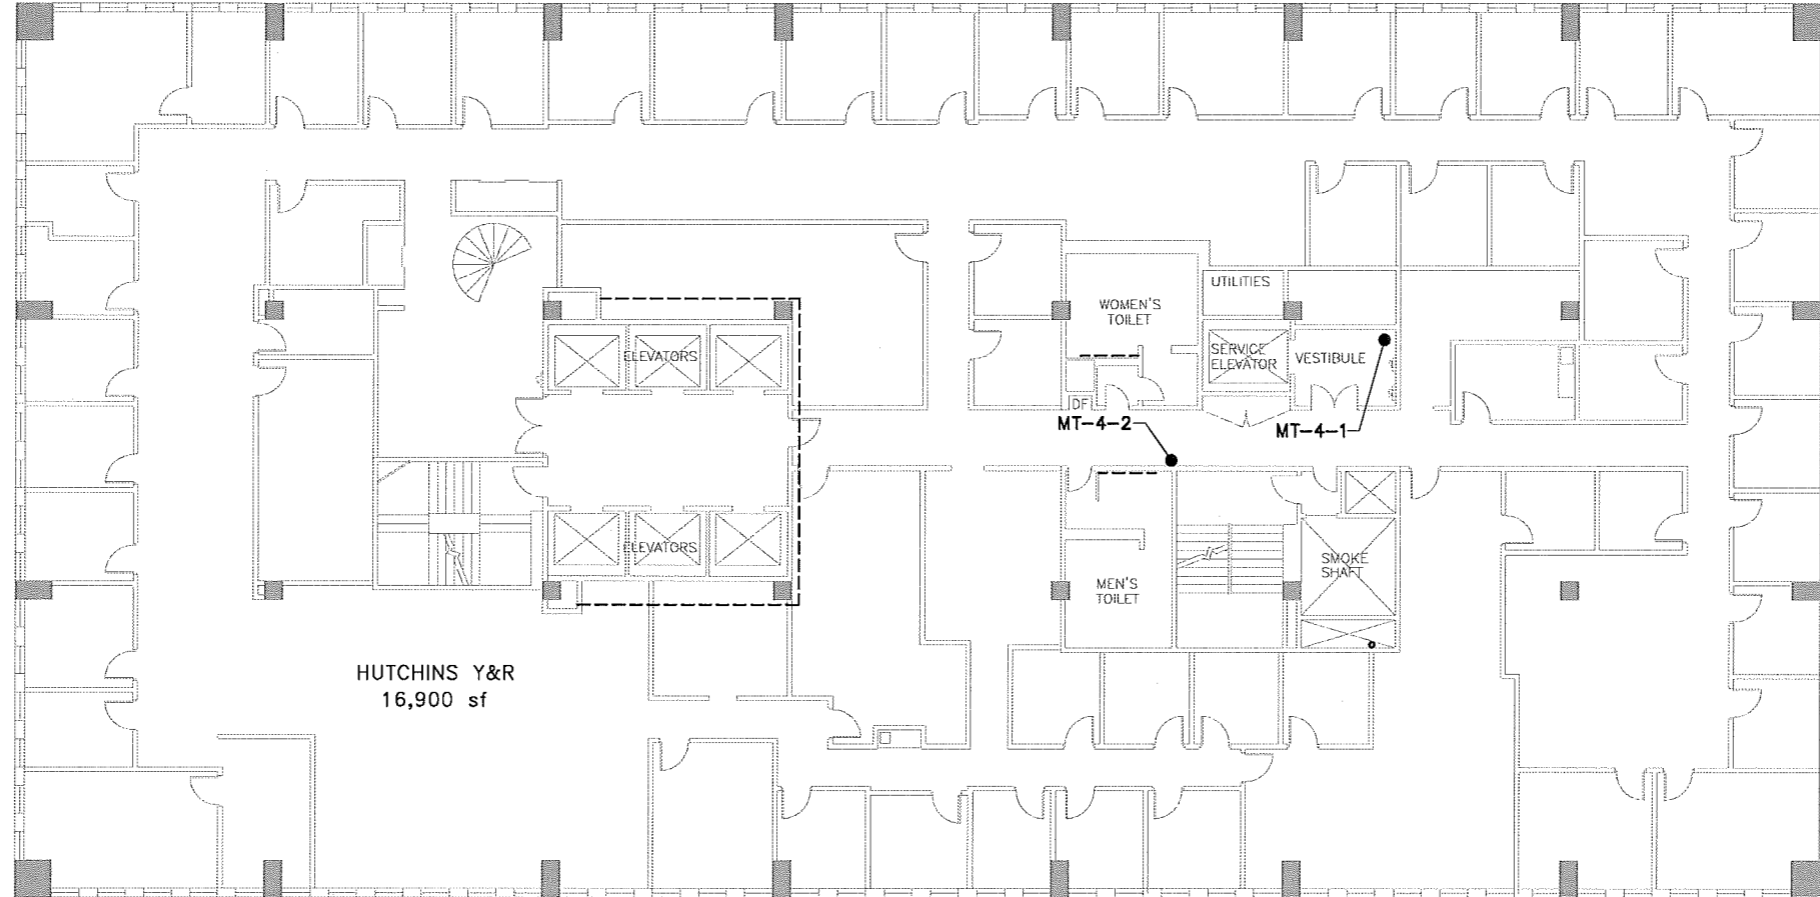 UTILITIES
WOMEN'S
TOILET
ELEVATORS
SERVICE
ELEVATOR
VESTIBULE
DF
MT-4-2
MT-4-1
ELEVATORS
SMOKE
SHAFT
MEN'S
TOILET
HUTCHINS Y&R
16,900 sf